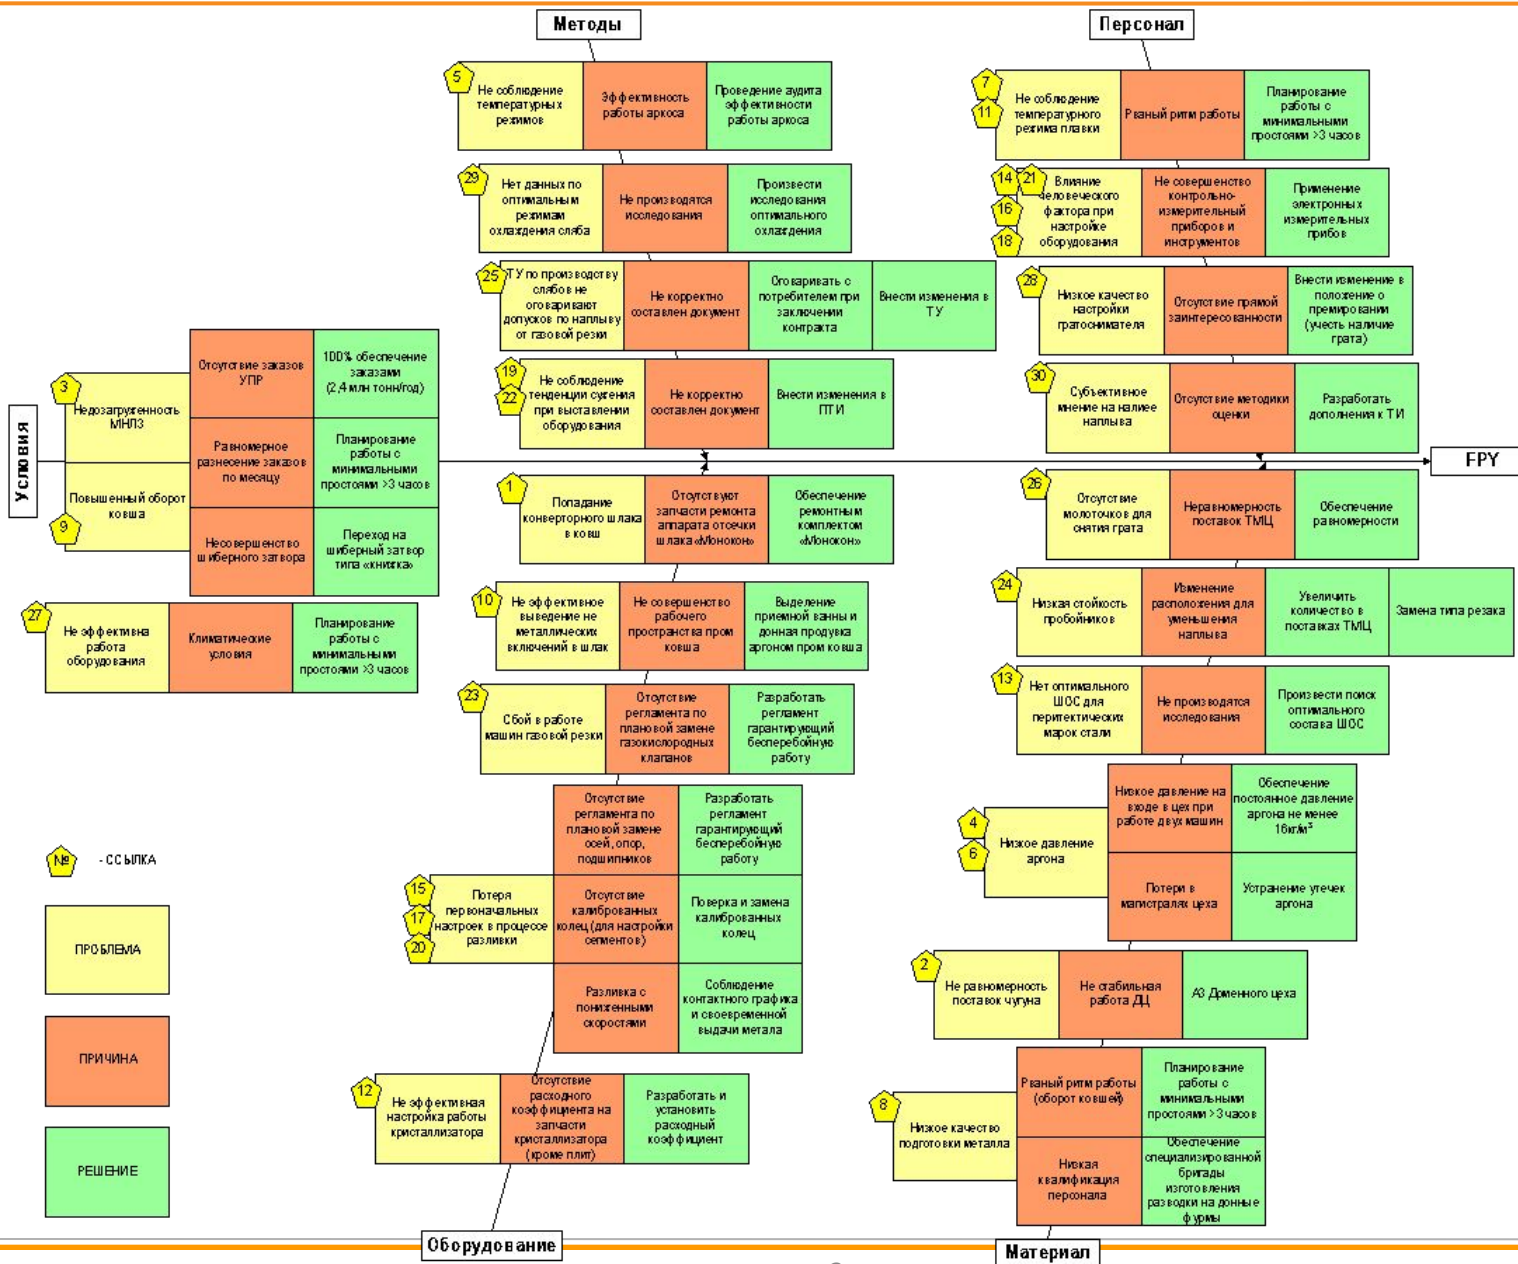 Методы
Персонал
5
Не соблюдение
температурных
режимов
Эффективность
работы аркоса
Проведение аудита
эффективности
работы аркоса
29
Нет данных по
оптимальным
режимам
охлаждения сляба
Не производятся
исследования
Произвести
исследования
оптимального
охлаждения
25
ТУ по производству
слябов не
оговаривают
допусков по наплыву
от газовой резки
Не корректно
составлен документ
Оговаривать с
потребителем при
заключении
контракта
Внести изменения в
ТУ
19
22
Не соблюдение
тенденции сужения
при выставлении
оборудования
Не корректно
составлен документ
Внести изменения в
ПТИ
7
11
Не соблюдение
температурного
режима плавки
Рваный ритм работы
Планирование
работы с
минимальными
простоями >3 часов
14
21
16
18
Влияние
человеческого
фактора при
настройке
оборудования
Не совершенство
контрольно-
измерительный
приборов и
инструментов
Применение
электронных
измерительных
прибов
28
Низкое качество
настройки
гратоснимателя
Отсутствие прямой
заинтересованности
Внести изменение в
положение о
премировании
(учесть наличие
грата)
30
Субъективное
мнение на налиее
наплыва
Отсутствие методики
оценки
Разработать
дополнения к ТИ
Условия
3
Недозагруженность
МНЛЗ
9
Повышенный оборот
ковша
Отсутствие заказов
УПР
100% обеспечение
заказами
(2,4 млн тонн/год)
Равномерное
разнесение заказов
по месяцу
Планирование
работы с
минимальными
простоями >3 часов
Несовершенство
шиберного затвора
Переход на
шиберный затвор
типа «книжка»
27
Не эффективна
работа
оборудования
Климатические
условия
Планирование
работы с
минимальными
простоями >3 часов
FPY
1
Попадание
конверторного шлака
в ковш
Отсутствуют
запчасти ремонта
аппарата отсечки
шлака «Монокон»
Обеспечение
ремонтным
комплектом
«Монокон»
10
Не эффективное
выведение не
металлических
включений в шлак
Не совершенство
рабочего
пространства пром
ковша
Выделение
приемной ванны и
донная продувка
аргоном пром ковша
23
Сбой в работе
машин газовой резки
Отсутствие
регламента по
плановой замене
газокислородных
клапанов
Разработать
регламент
гарантирующий
бесперебойную
работу
15
17
20
Потеря
первоначальных
настроек в процессе
разливки
Отсутствие
регламента по
плановой замене
осей, опор,
подшипников
Разработать
регламент
гарантирующий
бесперебойную
работу
Отсутствие
калиброванных
колец (для настройки
сегментов)
Поверка и замена
калиброванных
колец
Разливка с
пониженными
скоростями
Соблюдение
контактного графика
и своевременной
выдачи метала
12
Не эффективная
настройка работы
кристаллизатора
Отсутствие
расходного
коэффициента на
запчасти
кристаллизатора
(кроме плит)
Разработать и
установить
расходный
коэффициент
26
Отсутствие
молоточков для
снятия грата
Неравномерность
поставок ТМЦ
Обеспечение
равномерности
24
Низкая стойкость
пробойников
Изменение
расположения для
уменьшения
наплыва
Увеличить
количество в
поставках ТМЦ
Замена типа резака
13
Нет оптимального
ШОС для
перитектических
марок стали
Не производятся
исследования
Произвести поиск
оптимального
состава ШОС
4
6
Низкое давление
аргона
Низкое давление на
входе в цех при
работе двух машин
Обеспечение
постоянное давление
аргона не менее
16кг/м³
Потери в
магистралях цеха
Устранение утечек
аргона
2
Не равномерность
поставок чугуна
Не стабильная
работа ДЦ
АЗ Доменного цеха
8
Низкое качество
подготовки металла
Рваный ритм работы
(оборот ковшей)
Планирование
работы с
минимальными
простоями >3 часов
Низкая
квалификация
персонала
Обеспечение
специализированной
бригады
изготовления
разводки на донные
фурмы
№
- ССЫЛКА
ПРОБЛЕМА
ПРИЧИНА
РЕШЕНИЕ
Оборудование
Материал